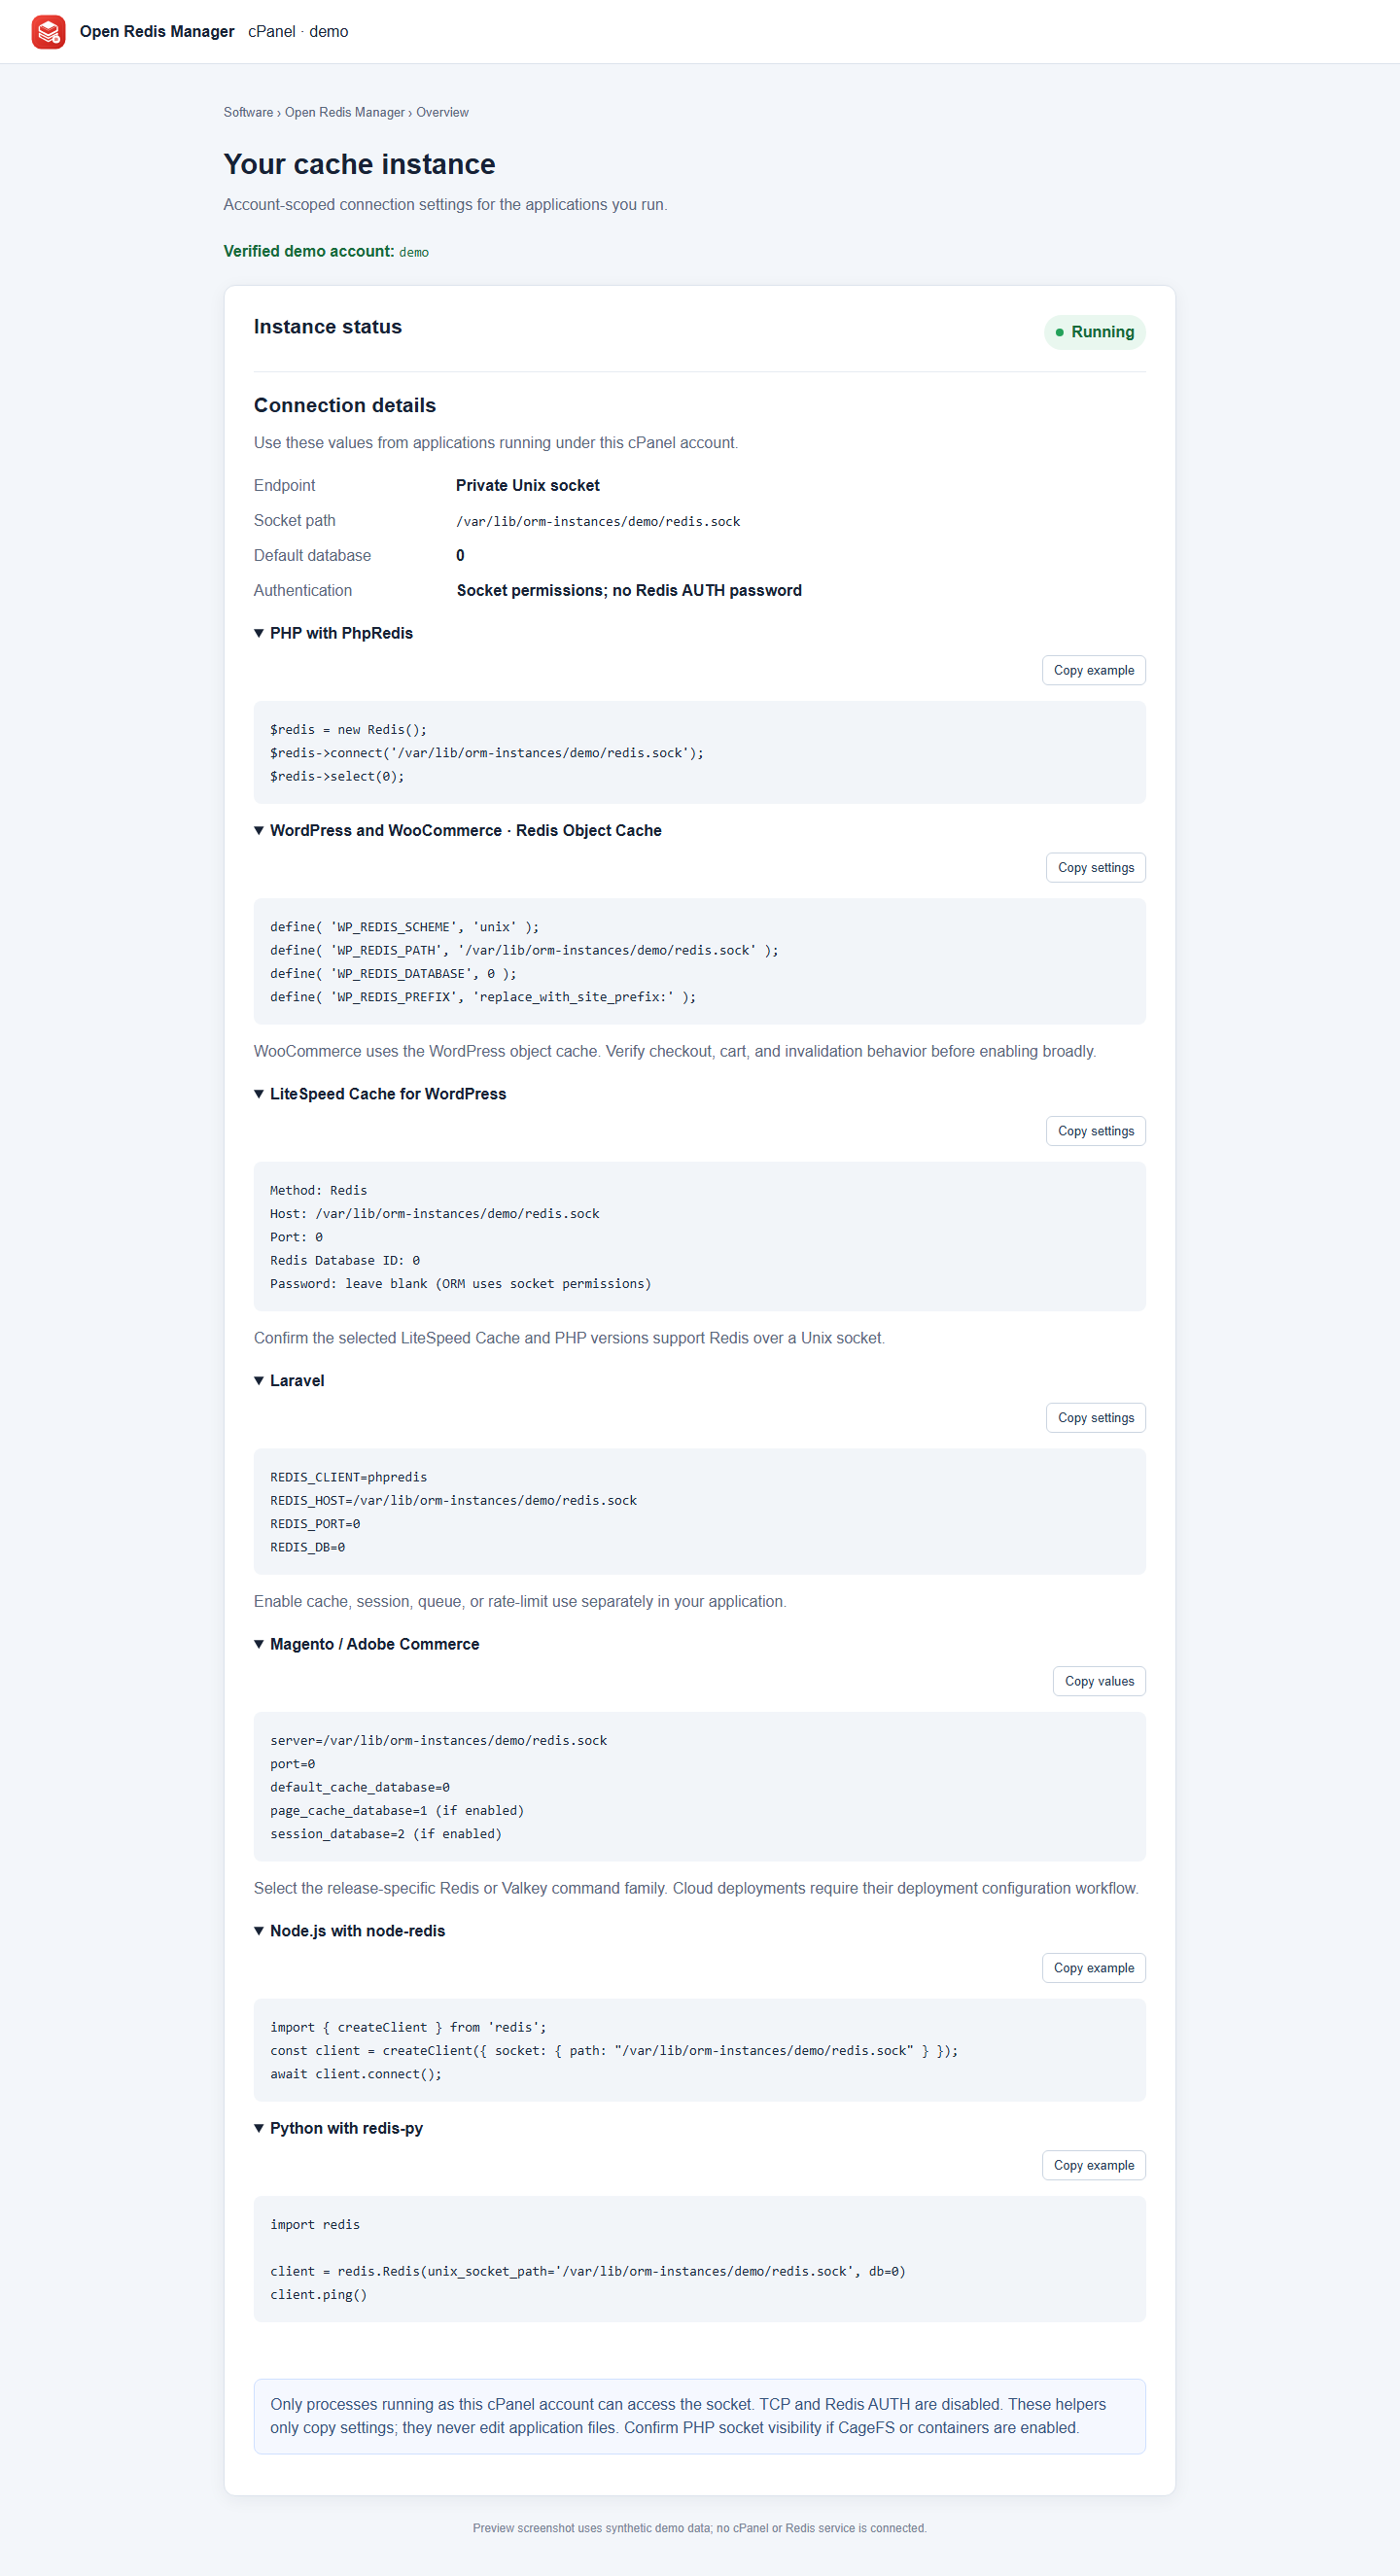 Open Redis Manager cPanel · demo
Software › Open Redis Manager › Overview
Your cache instance
Account-scoped connection settings for the applications you run.
Verified demo account: demo
Instance status
Running
Connection details
Use these values from applications running under this cPanel account.
Endpoint Private Unix socket
Socket path /var/lib/orm-instances/demo/redis.sock
Default database 0
Authentication Socket permissions; no Redis AUTH password
▼ PHP with PhpRedis
Copy example
$redis = new Redis();
$redis->connect('/var/lib/orm-instances/demo/redis.sock');
$redis->select(0);
▼ WordPress and WooCommerce · Redis Object Cache
Copy settings
define( 'WP_REDIS_SCHEME', 'unix' );
define( 'WP_REDIS_PATH', '/var/lib/orm-instances/demo/redis.sock' );
define( 'WP_REDIS_DATABASE', 0 );
define( 'WP_REDIS_PREFIX', 'replace_with_site_prefix:' );
WooCommerce uses the WordPress object cache. Verify checkout, cart, and invalidation behavior before enabling broadly.
▼ LiteSpeed Cache for WordPress
Copy settings
Method: Redis
Host: /var/lib/orm-instances/demo/redis.sock
Port: 0
Redis Database ID: 0
Password: leave blank (ORM uses socket permissions)
Confirm the selected LiteSpeed Cache and PHP versions support Redis over a Unix socket.
▼ Laravel
Copy settings
REDIS_CLIENT=phpredis
REDIS_HOST=/var/lib/orm-instances/demo/redis.sock
REDIS_PORT=0
REDIS_DB=0
Enable cache, session, queue, or rate-limit use separately in your application.
▼ Magento / Adobe Commerce
Copy values
server=/var/lib/orm-instances/demo/redis.sock
port=0
default_cache_database=0
page_cache_database=1 (if enabled)
session_database=2 (if enabled)
Select the release-specific Redis or Valkey command family. Cloud deployments require their deployment configuration workflow.
▼ Node.js with node-redis
Copy example
import { createClient } from 'redis';
const client = createClient({ socket: { path: "/var/lib/orm-instances/demo/redis.sock" } });
await client.connect();
▼ Python with redis-py
Copy example
import redis
client = redis.Redis(unix_socket_path='/var/lib/orm-instances/demo/redis.sock', db=0)
client.ping()
Only processes running as this cPanel account can access the socket. TCP and Redis AUTH are disabled. These helpers
only copy settings; they never edit application files. Confirm PHP socket visibility if CageFS or containers are enabled.
Preview screenshot uses synthetic demo data; no cPanel or Redis service is connected.